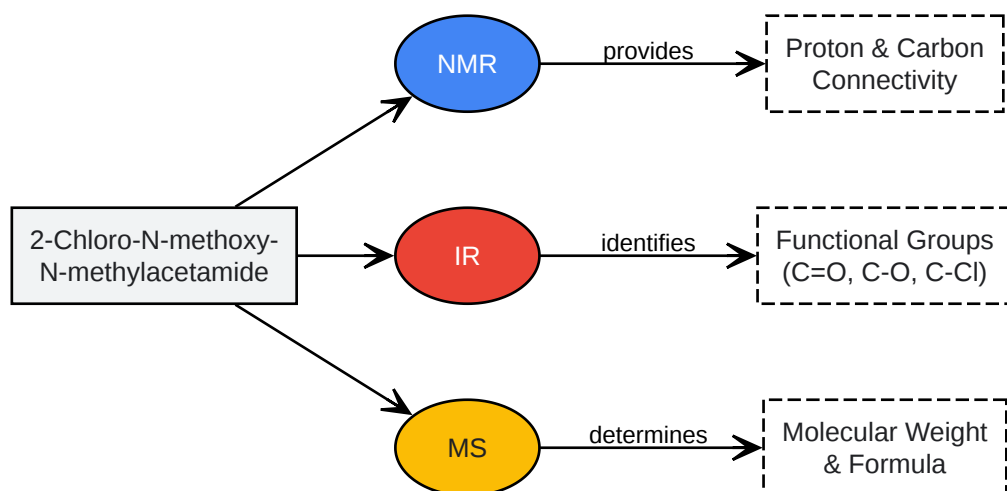 NMR
provides
Proton & Carbon
Connectivity
2-Chloro-N-methoxy-
N-methylacetamide
IR
identifies
Functional Groups
(C=O, C-O, C-Cl)
MS
determines
Molecular Weight
& Formula